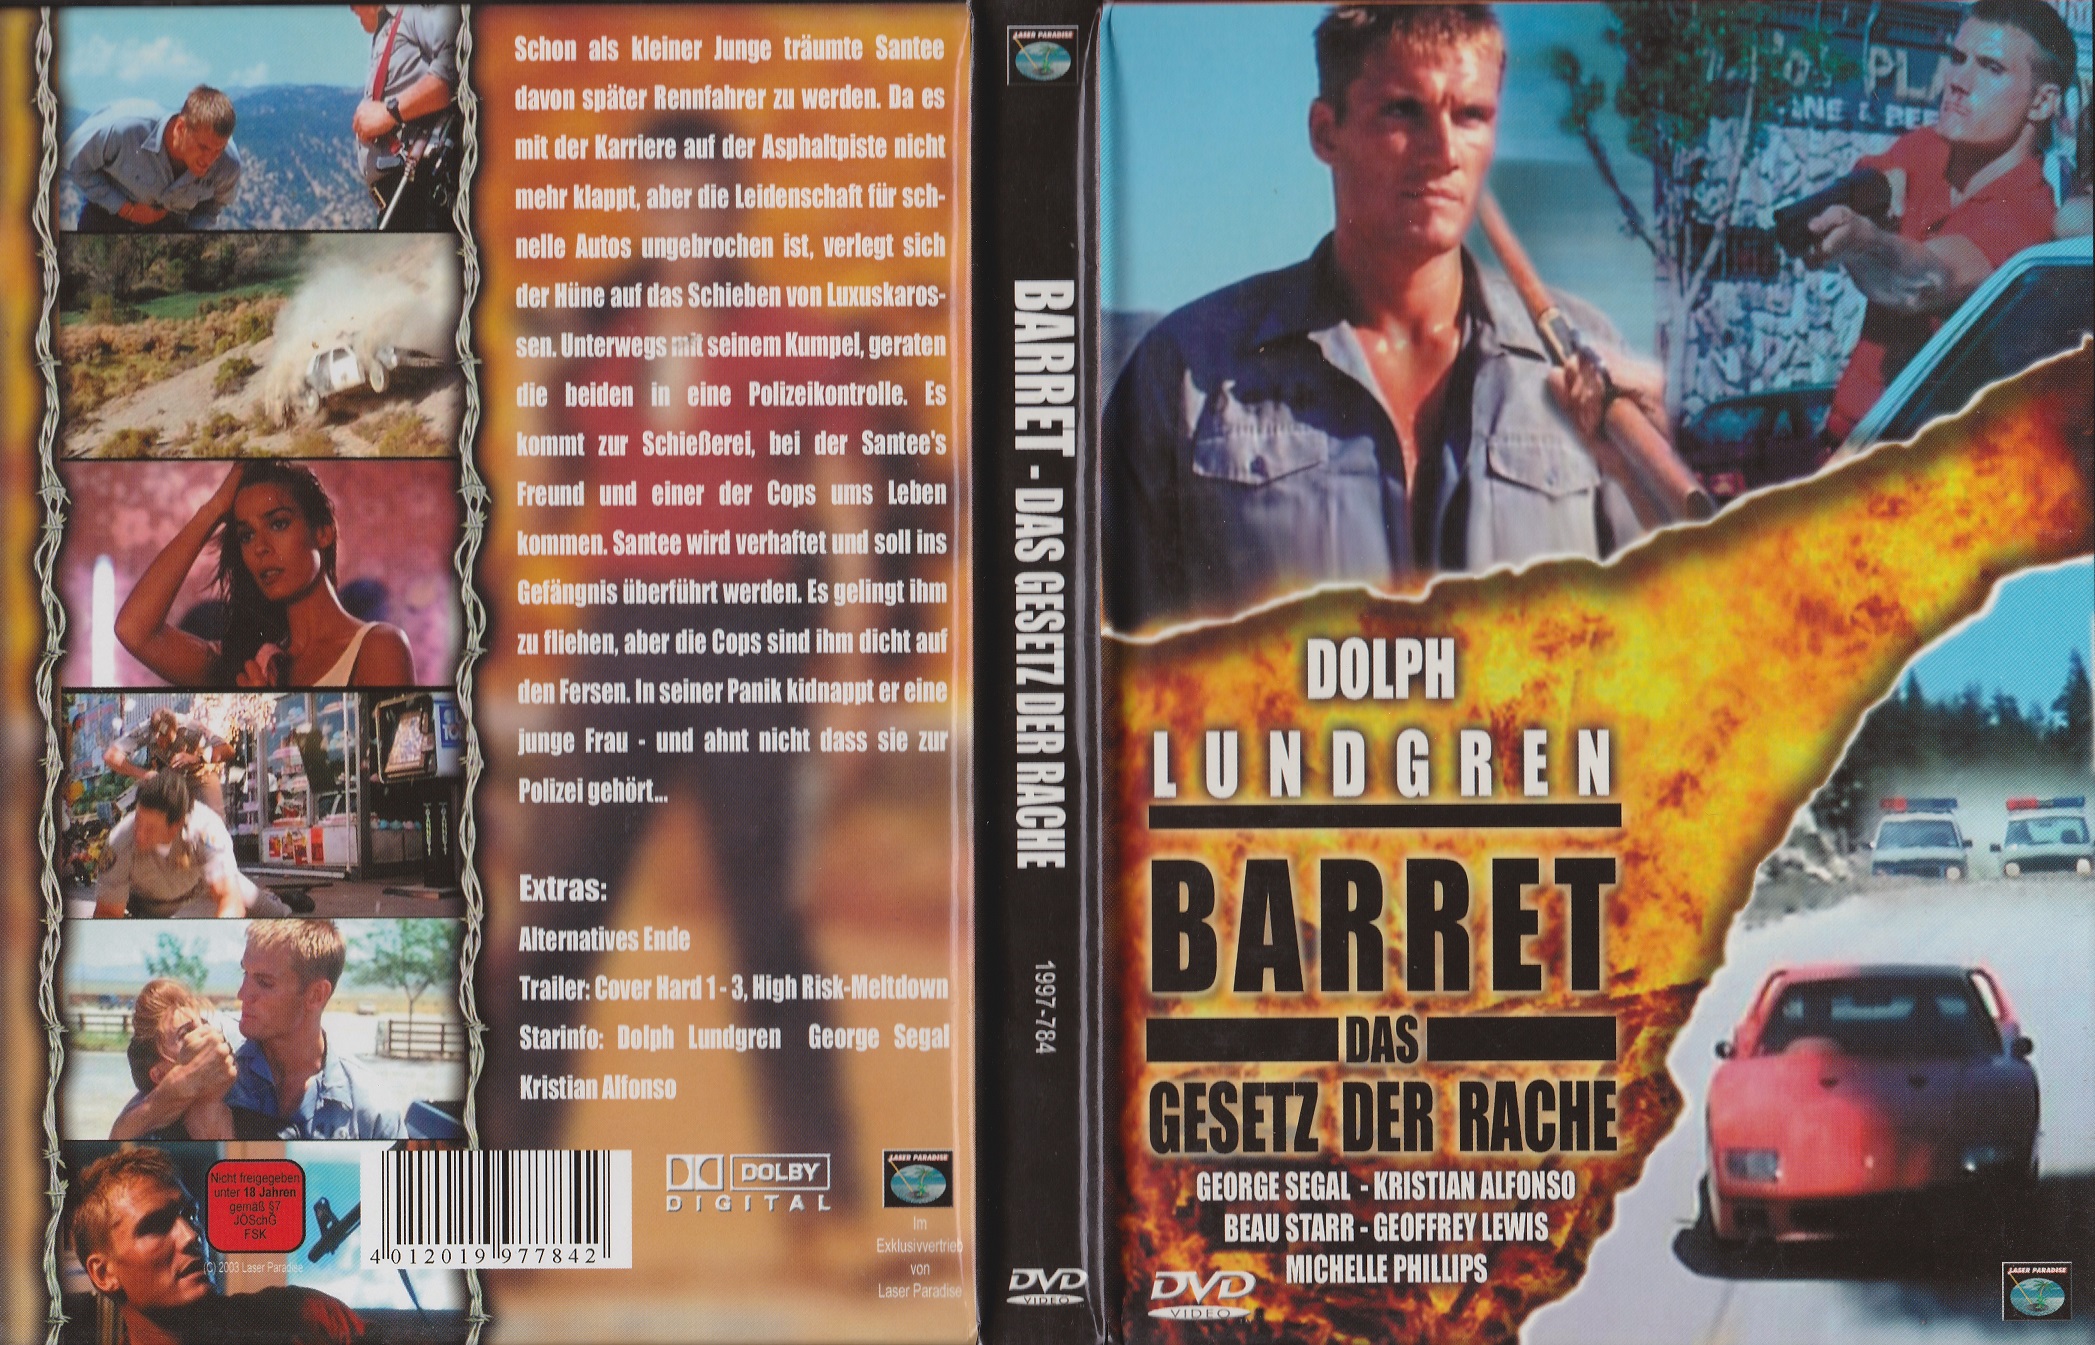 Schon als kleiner Junge träumte Santee
davon später Rennfahrer zu werden. Da es
mit der Karriere auf der Asphaltpiste nicht
mehr klappt, aber die Leidenschaft für sch-
nelle Autos ungebrochen ist, verlegt sich
der Hüne auf das Schieben von Luxuskaros-
sen. Unterwegs mit seinem Kumpel, geraten
die beiden in eine Polizeikontrolle. Es
kommt zur Schießerei, bei der Santee's
Freund und einer der Cops ums Leben
kommen. Santee wird verhaftet und soll ins
Gefängnis überführt werden. Es gelingt ihm
zu fliehen, aber die Cops sind ihm dicht auf
den Fersen. In seiner Panik kidnappt er eine
junge Frau - und ahnt nicht dass sie zur
Polizei gehört...
Extras:
Alternatives Ende
Trailer: Cover Hard 1 - 3, High Risk-Meltdown
Starinfo: Dolph Lundgren George Segal
Kristian Alfonso
Nicht freigegeben
unter 18 Jahren
gemäß §7
JÖSchG
FSK
(C) 2003 Laser Paradise
4 012019 977842
DOLBY
DIGITAL
LASER PARADISE
Im
Exklusivvertrieb
von
Laser Paradise
LASER PARADISE
BARRET - DAS GESETZ DER RACHE
1997-784
DVD
VIDEO
DOLPH
LUNDGREN
BARRET
DAS
GESETZ DER RACHE
GEORGE SEGAL - KRISTIAN ALFONSO
BEAU STARR - GEOFFREY LEWIS
MICHELLE PHILLIPS
DVD
VIDEO
LASER PARADISE